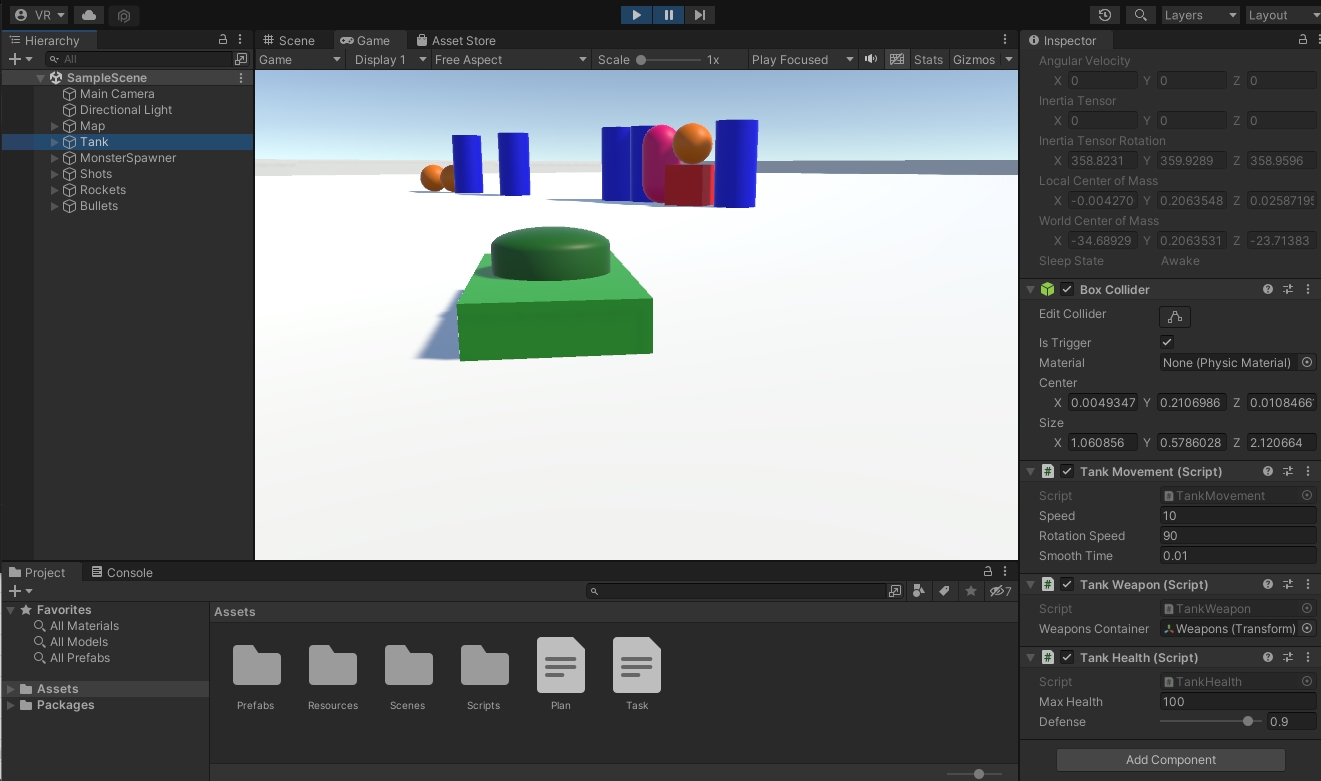 VR
Layers
Layout
Hierarchy
Scene
Game
Asset Store
Inspector
All
Game
Display 1
Free Aspect
Scale
1x
Play Focused
Stats
Gizmos
SampleScene
Main Camera
Directional Light
Map
Tank
MonsterSpawner
Shots
Rockets
Bullets
Angular Velocity
X 0 Y 0 Z 0
Inertia Tensor
X 0 Y 0 Z 0
Inertia Tensor Rotation
X 358.8231 Y 359.9289 Z 358.9596
Local Center of Mass
X -0.004270 Y 0.2063548 Z 0.02587195
World Center of Mass
X -34.68929 Y 0.2063531 Z -23.71383
Sleep State Awake
Box Collider
Edit Collider
Is Trigger
Material None (Physic Material)
Center
X 0.0049347 Y 0.2106986 Z 0.0108466
Size
X 1.060856 Y 0.5786028 Z 2.120664
# Tank Movement (Script)
Script # TankMovement
Speed 10
Rotation Speed 90
Smooth Time 0.01
# Tank Weapon (Script)
Script # TankWeapon
Weapons Container Weapons (Transform)
# Tank Health (Script)
Script # TankHealth
Max Health 100
Defense 0.9
Add Component
Project
Console
7
Favorites
All Materials
All Models
All Prefabs
Assets
Packages
Assets
Prefabs
Resources
Scenes
Scripts
Plan
Task